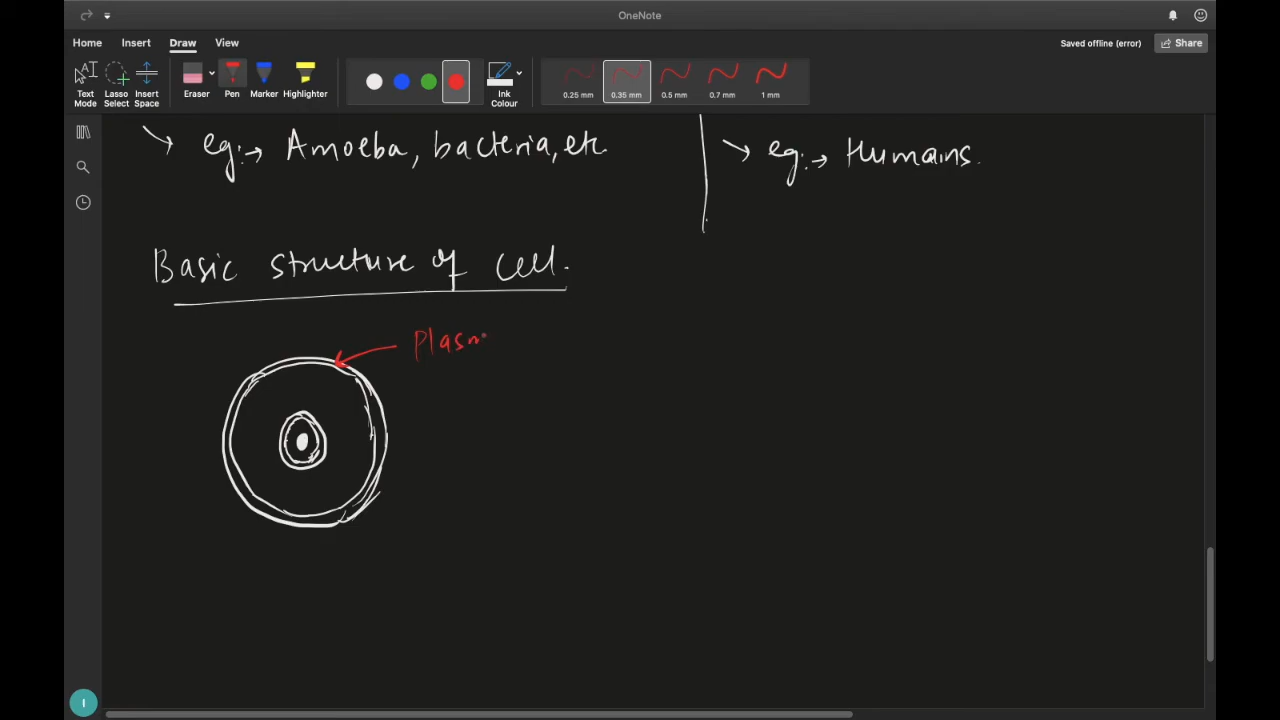 OneNote
Home Insert Draw View
Saved offline (error) Share
Text Mode
Lasso Select
Insert Space
Eraser Pen Marker Highlighter
Ink Colour
0.25 mm 0.35 mm 0.5 mm 0.7 mm 1 mm
eg:→ Amoeba, bacteria, etc.
eg:→ Humans.
Basic structure of cell.
Plasm
I